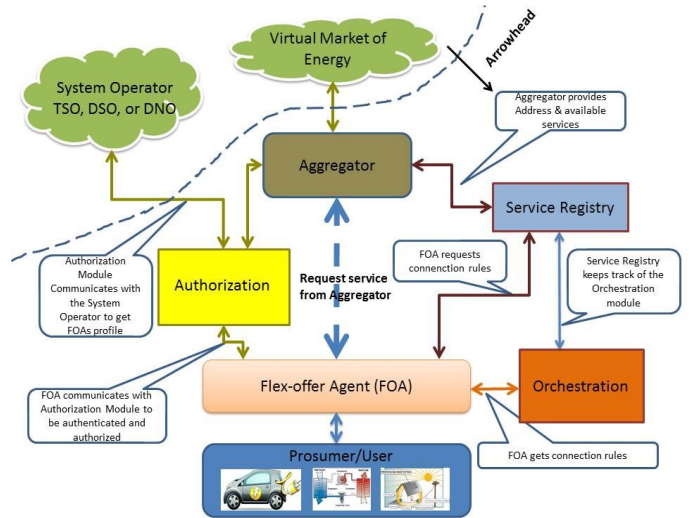 Virtual Market of
Energy
Arrowhead
System Operator
TSO, DSO, or DNO
Aggregator provides
Address & available
services
Aggregator
Service Registry
Authorization
Module
Communicates with
the System
Operator to get
FOAs profile
Authorization
Request service
from Aggregator
FOA requests
connenction rules
Service Registry
keeps track of the
Orchestration
module
FOA communicates with
Authorization Module to
be authenticated and
authorized
Flex-offer Agent (FOA)
Orchestration
FOA gets connection rules
Prosumer/User